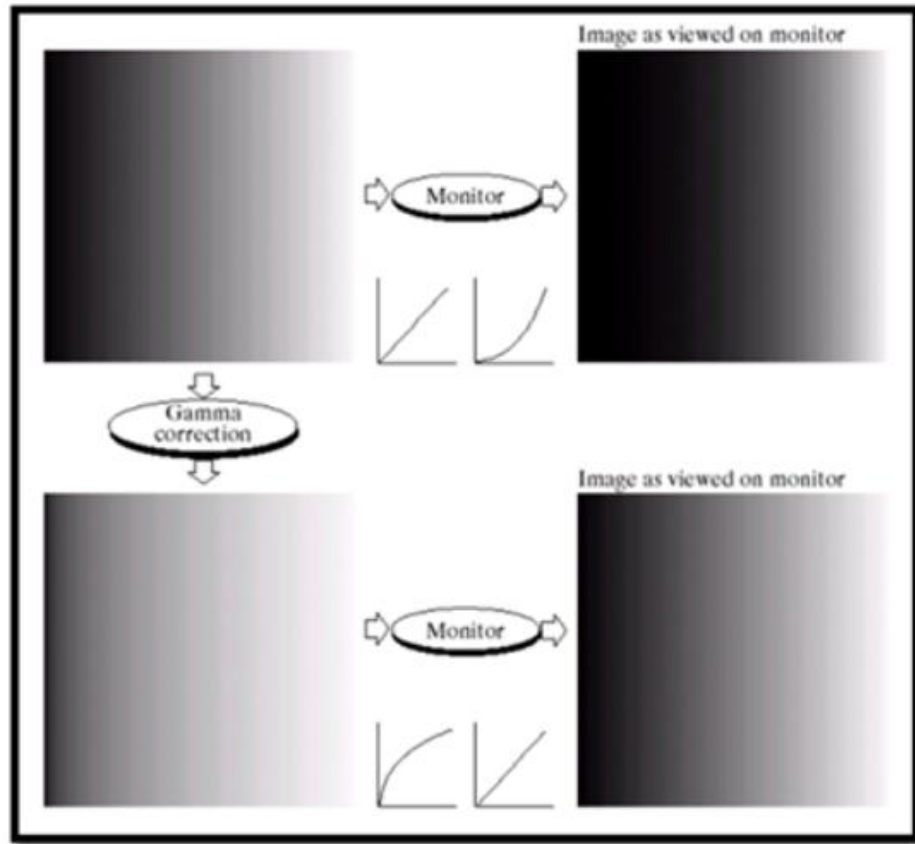 Image as viewed on monitor
Monitor
Gamma
correction
Image as viewed on monitor
Monitor